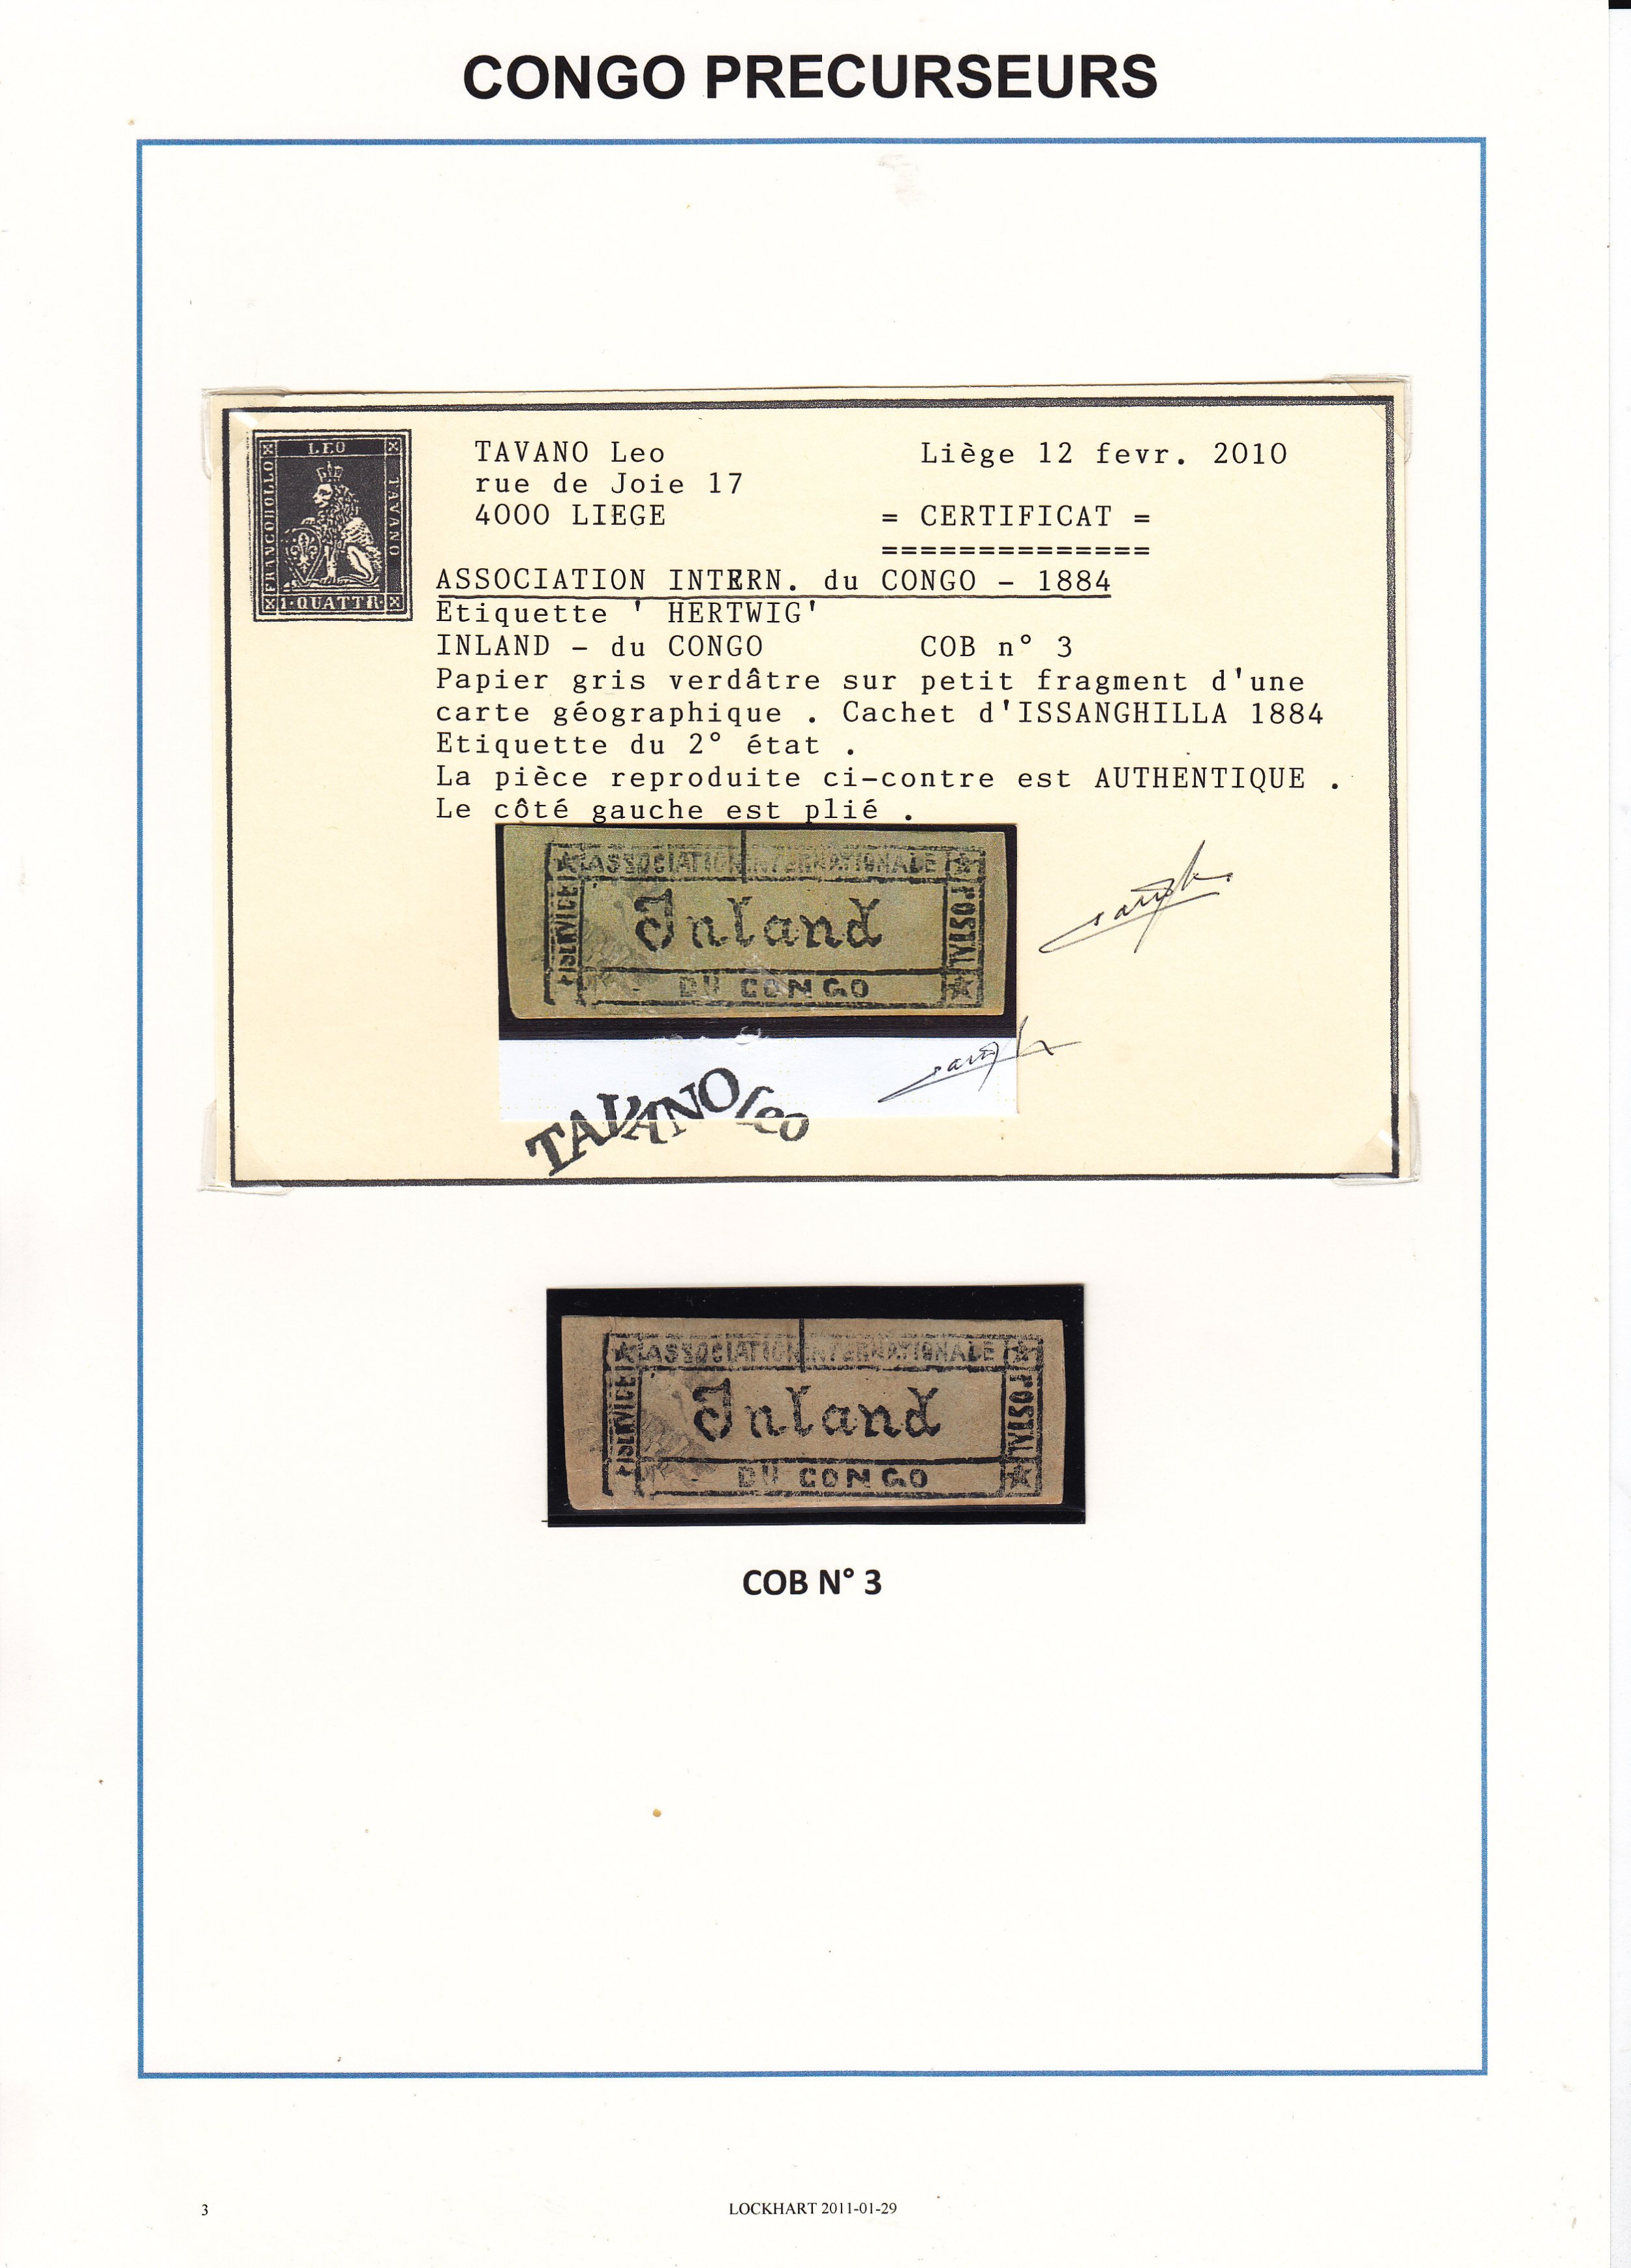 CONGO PRECURSEURS
LEO
FRANCOBOLLO
TAVANO
1·QUATTR.
TAVANO Leo
rue de Joie 17
4000 LIEGE
Liège 12 fevr. 2010
= CERTIFICAT =
==============
ASSOCIATION INTERN. du CONGO - 1884
Etiquette ' HERTWIG'
INLAND - du CONGO COB n° 3
Papier gris verdâtre sur petit fragment d'une
carte géographique . Cachet d'ISSANGHILLA 1884
Etiquette du 2° état .
La pièce reproduite ci-contre est AUTHENTIQUE .
Le côté gauche est plié .
ASSOCIATION INTERNATIONALE
SERVICE
Inland
POSTAL
DU CONGO
TAVANO Leo
ASSOCIATION INTERNATIONALE
SERVICE
Inland
POSTAL
DU CONGO
COB N° 3
3
LOCKHART 2011-01-29